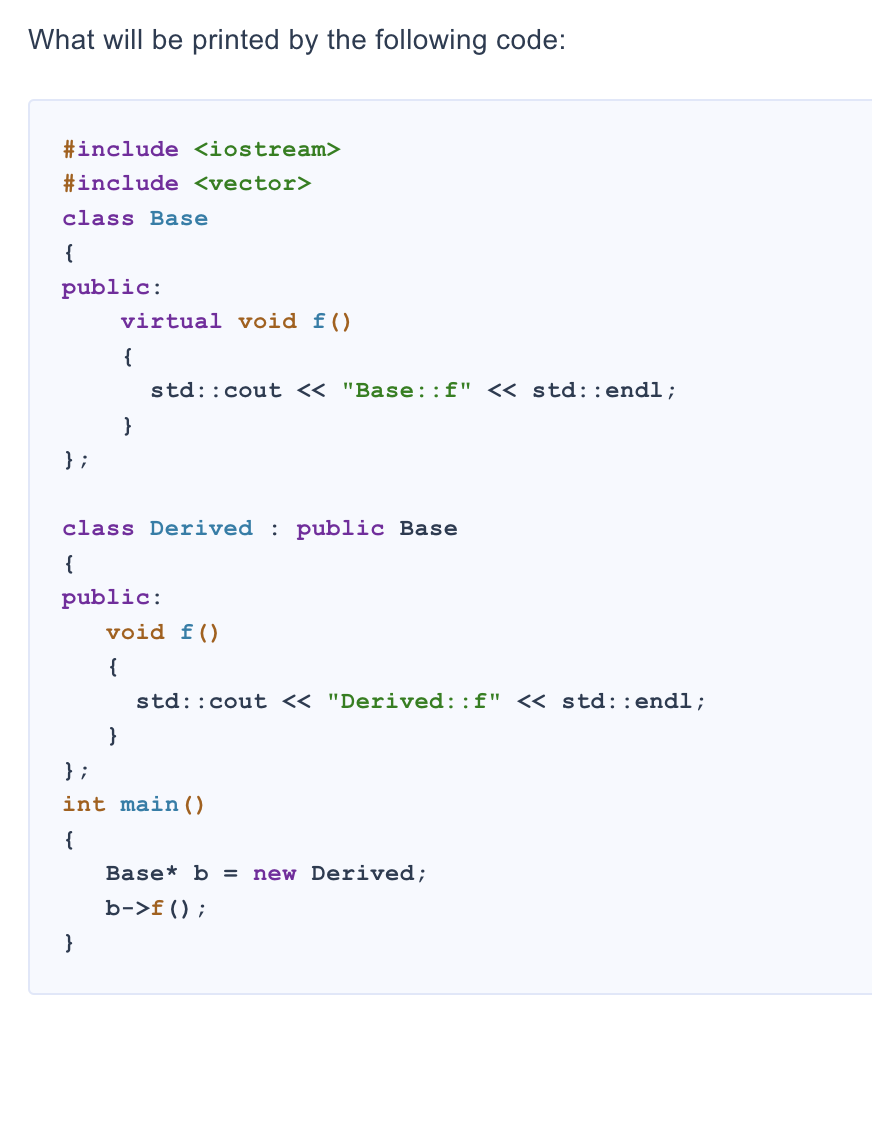 What will be printed by the following code:
#include <iostream>
#include <vector>
class Base
{
public:
    virtual void f()
    {
      std::cout << "Base::f" << std::endl;
    }
};

class Derived : public Base
{
public:
   void f()
   {
     std::cout << "Derived::f" << std::endl;
   }
};
int main()
{
   Base* b = new Derived;
   b->f();
}